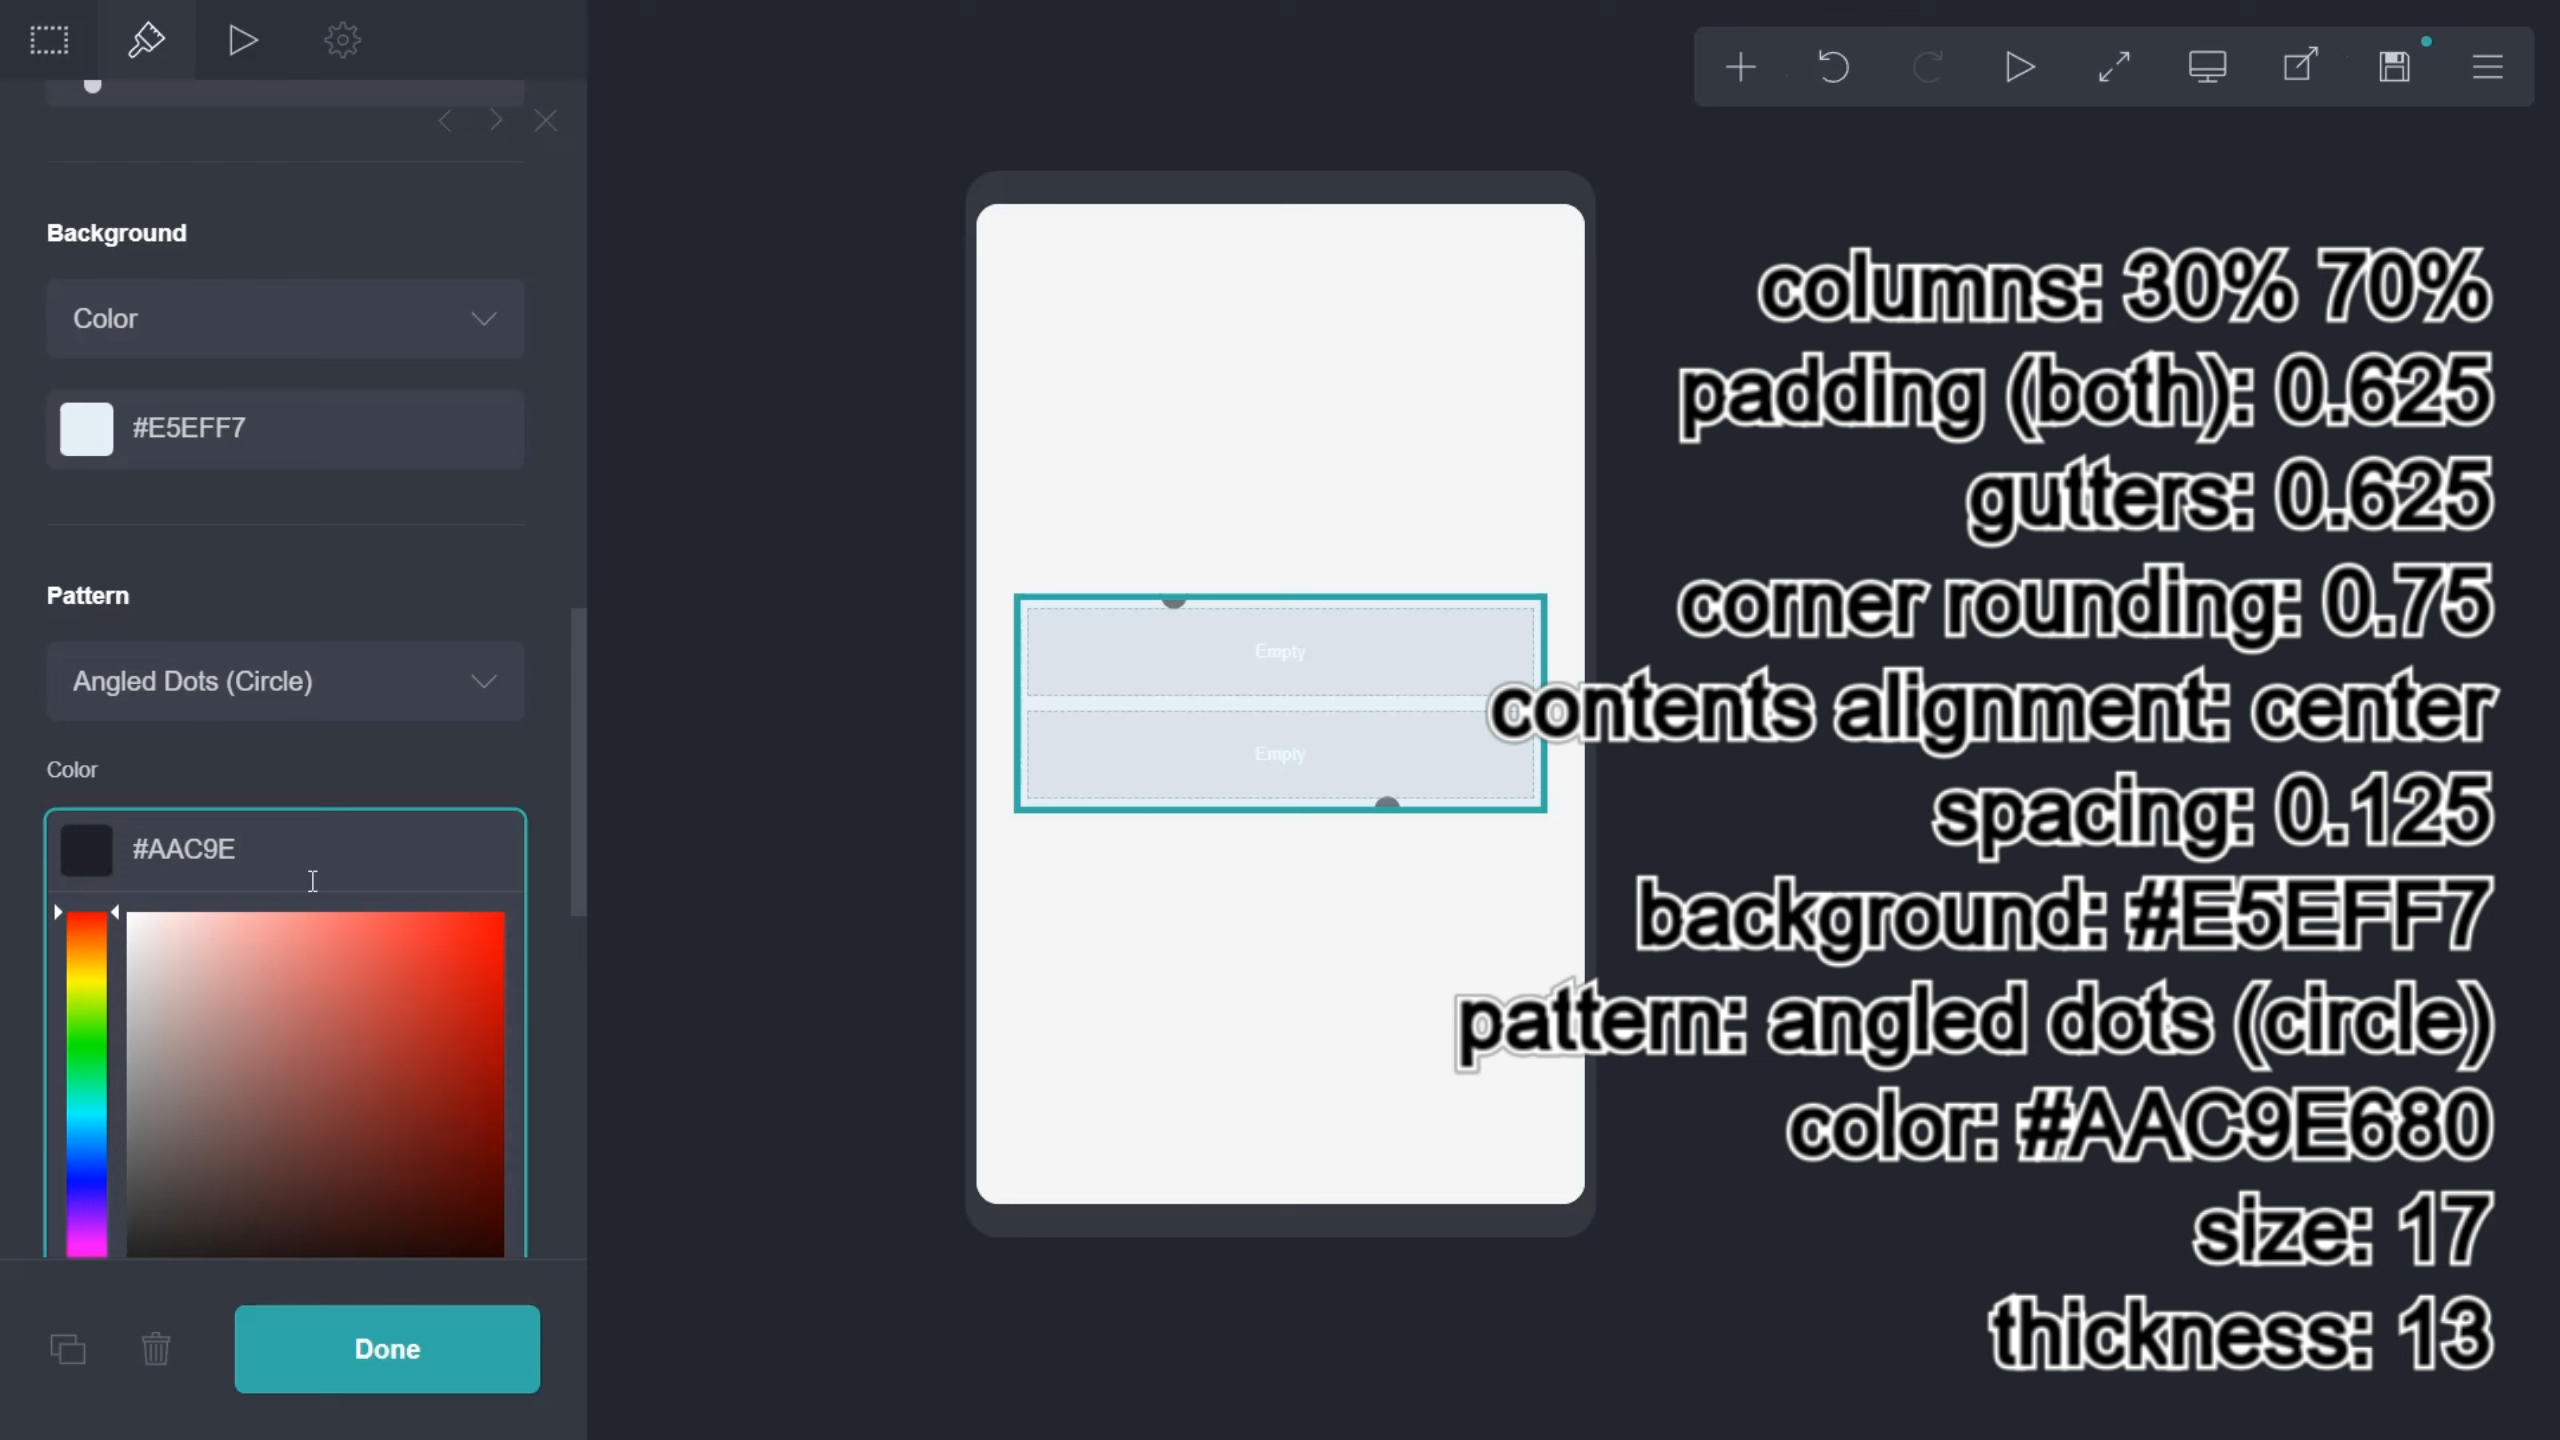 Background
Color
#E5EFF7
Pattern
Angled Dots (Circle)
Color
#AAC9E
Done
Empty
Empty
columns: 30% 70%
padding (both): 0.625
gutters: 0.625
corner rounding: 0.75
contents alignment: center
spacing: 0.125
background: #E5EFF7
pattern: angled dots (circle)
color: #AAC9E680
size: 17
thickness: 13